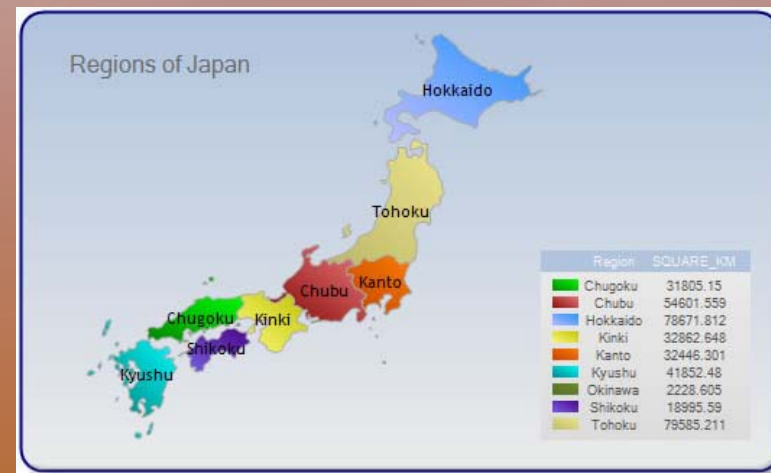 Regions of Japan
Hokkaido
Tohoku
Kanto
Chubu
Kinki
Chugoku
Shikoku
Kyushu
Region SQUARE_KM
Chugoku 31805.15
Chubu 54601.559
Hokkaido 78671.812
Kinki 32862.648
Kanto 32446.301
Kyushu 41852.48
Okinawa 2228.605
Shikoku 18995.59
Tohoku 79585.211